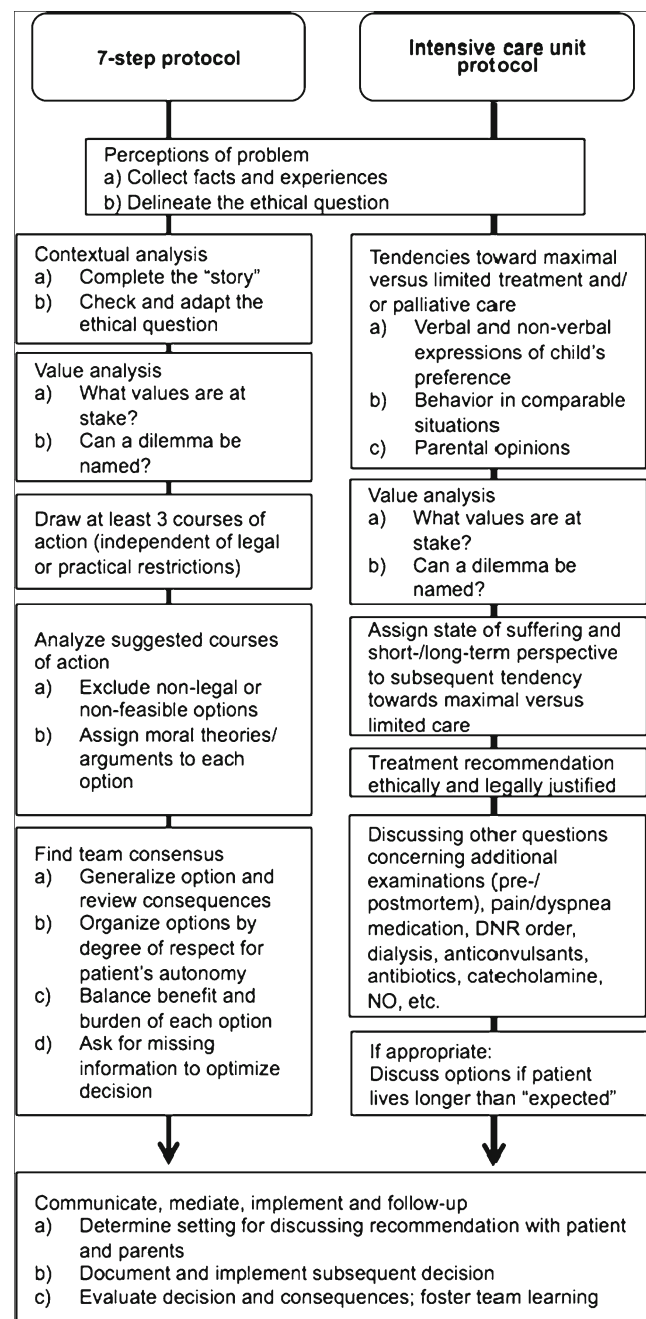 7-step protocol
Intensive care unit
protocol
Perceptions of problem
a) Collect facts and experiences
b) Delineate the ethical question
Contextual analysis
a) Complete the “story”
b) Check and adapt the
ethical question
Value analysis
a) What values are at
stake?
b) Can a dilemma be
named?
Draw at least 3 courses of
action (independent of legal
or practical restrictions)
Analyze suggested courses
of action
a) Exclude non-legal or
non-feasible options
b) Assign moral theories/
arguments to each
option
Find team consensus
a) Generalize option and
review consequences
b) Organize options by
degree of respect for
patient’s autonomy
c) Balance benefit and
burden of each option
d) Ask for missing
information to optimize
decision
Tendencies toward maximal
versus limited treatment and/
or palliative care
a) Verbal and non-verbal
expressions of child’s
preference
b) Behavior in comparable
situations
c) Parental opinions
Value analysis
a) What values are at
stake?
b) Can a dilemma be
named?
Assign state of suffering and
short-/long-term perspective
to subsequent tendency
towards maximal versus
limited care
Treatment recommendation
ethically and legally justified
Discussing other questions
concerning additional
examinations (pre-/
postmortem), pain/dyspnea
medication, DNR order,
dialysis, anticonvulsants,
antibiotics, catecholamine,
NO, etc.
If appropriate:
Discuss options if patient
lives longer than “expected”
Communicate, mediate, implement and follow-up
a) Determine setting for discussing recommendation with patient
and parents
b) Document and implement subsequent decision
c) Evaluate decision and consequences; foster team learning